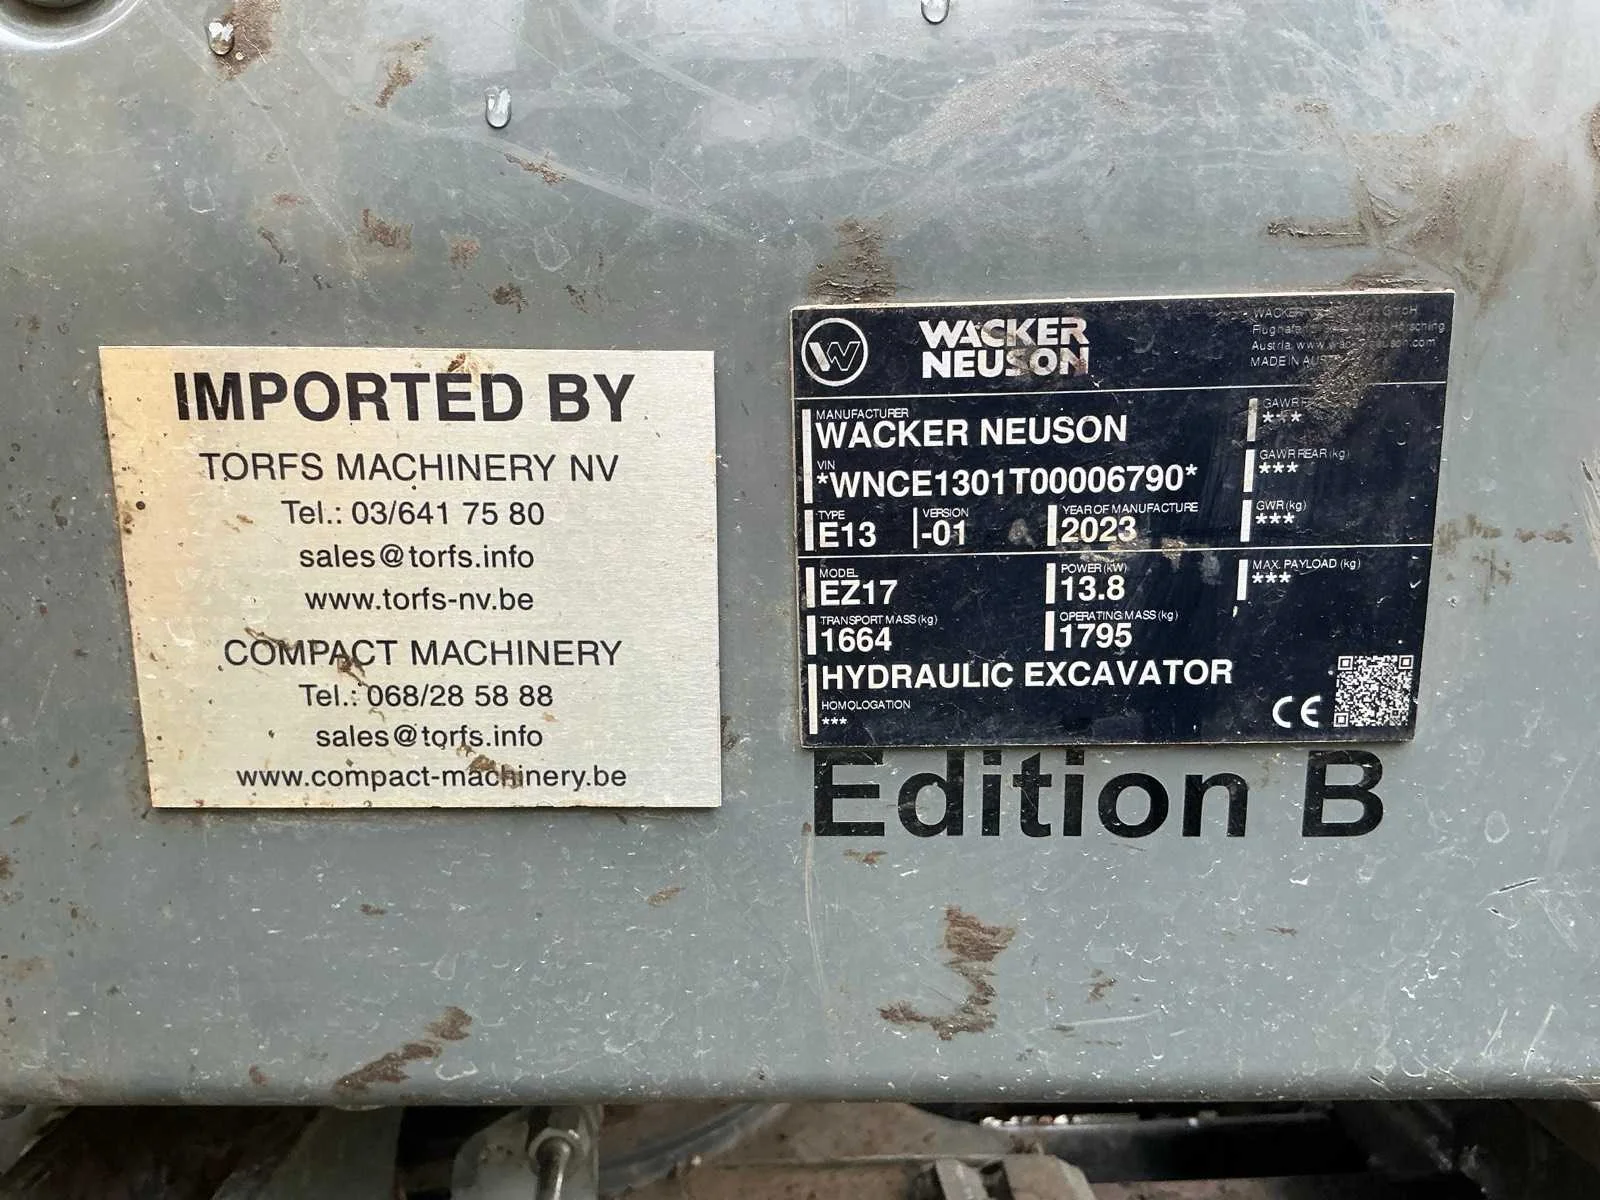 IMPORTED BY
TORFS MACHINERY NV
Tel.: 03/641 75 80
sales@torfs.info
www.torfs-nv.be
COMPACT MACHINERY
Tel.: 068/28 58 88
sales@torfs.info
www.compact-machinery.be
W
WACKER
NEUSON
GmbH
Hörsching
Austria
MADE IN
MANUFACTURER
WACKER NEUSON
GAWR
***
VIN
*WNCE1301T00006790*
GAWR REAR (kg)
***
TYPE
E13
VERSION
-01
YEAR OF MANUFACTURE
2023
GWR (kg)
***
MODEL
EZ17
POWER (kW)
13.8
MAX. PAYLOAD (kg)
***
TRANSPORT MASS (kg)
1664
OPERATING MASS (kg)
1795
HYDRAULIC EXCAVATOR
HOMOLOGATION
***
CE
Edition B